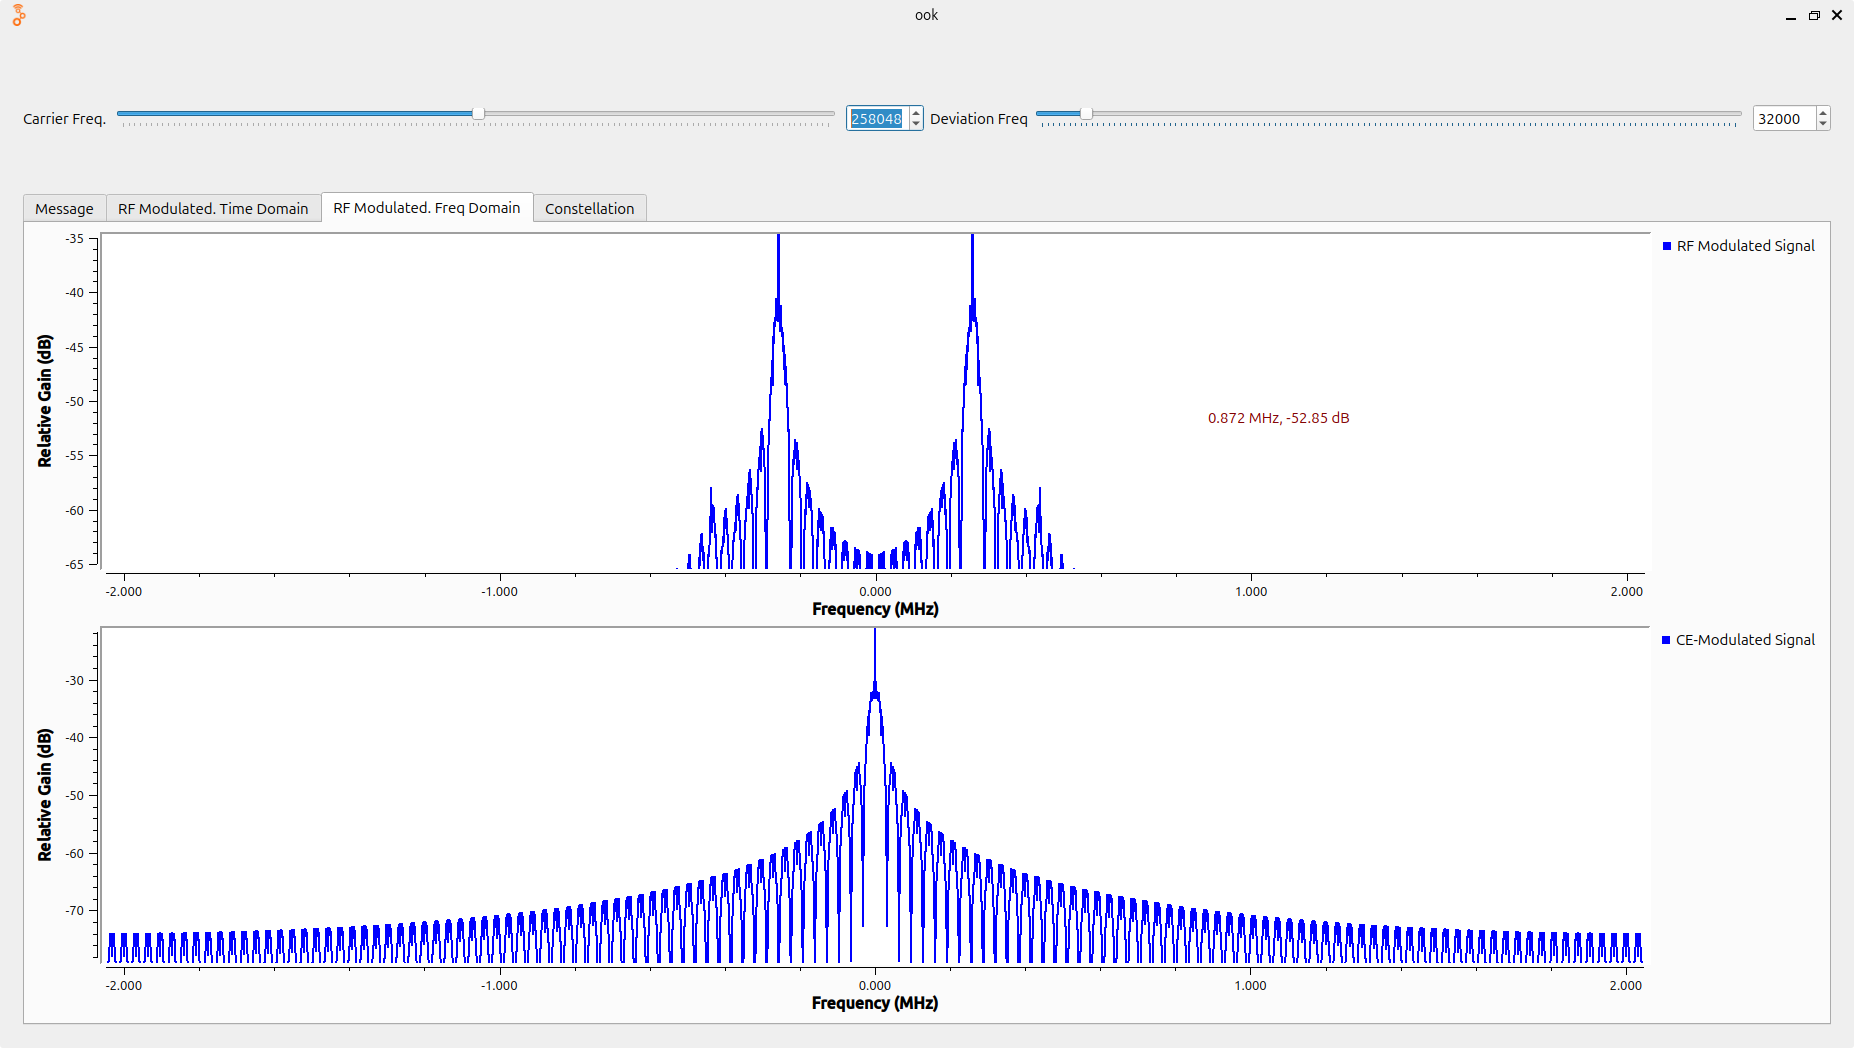 ook
Carrier Freq.
258048
Deviation Freq
32000
Message
RF Modulated. Time Domain
RF Modulated. Freq Domain
Constellation
Relative Gain (dB)
-35
-40
-45
-50
-55
-60
-65
RF Modulated Signal
0.872 MHz, -52.85 dB
-2.000
-1.000
0.000
1.000
2.000
Frequency (MHz)
Relative Gain (dB)
-30
-40
-50
-60
-70
CE-Modulated Signal
-2.000
-1.000
0.000
1.000
2.000
Frequency (MHz)